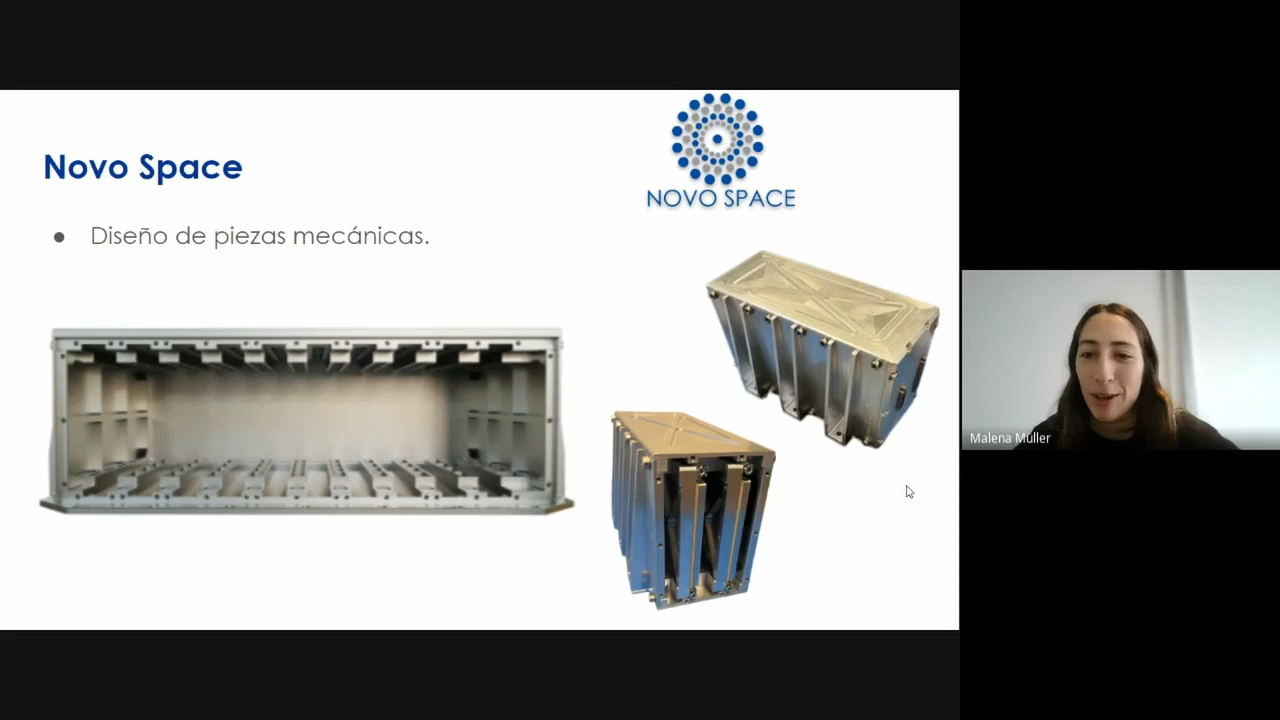 Novo Space
NOVO SPACE
● Diseño de piezas mecánicas.
Malena Müller